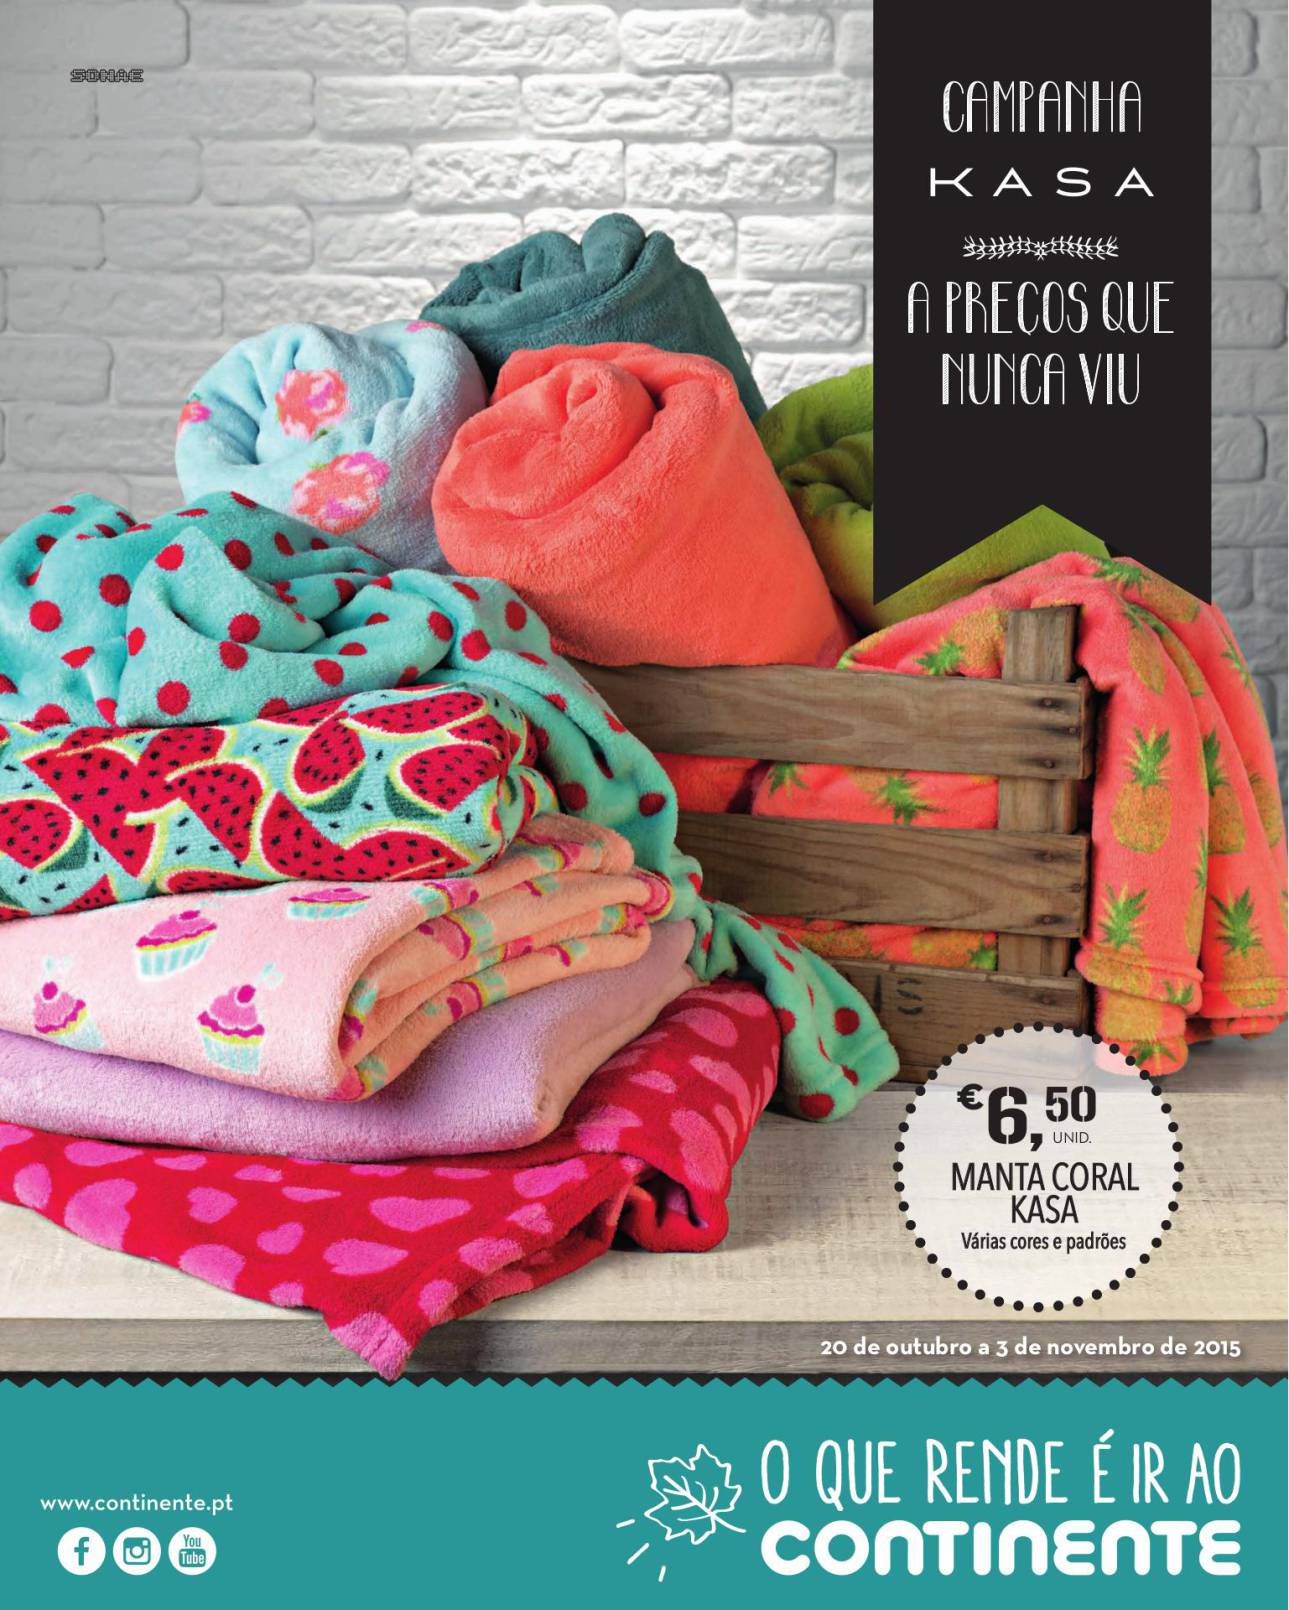 SONAE
CAMPANHA
KASA
A PREÇOS QUE
NUNCA VIU
€6,50
UNID.
MANTA CORAL
KASA
Várias cores e padrões
20 de outubro a 3 de novembro de 2015
O QUE RENDE É IR AO
CONTINENTE
www.continente.pt
f
You
Tube